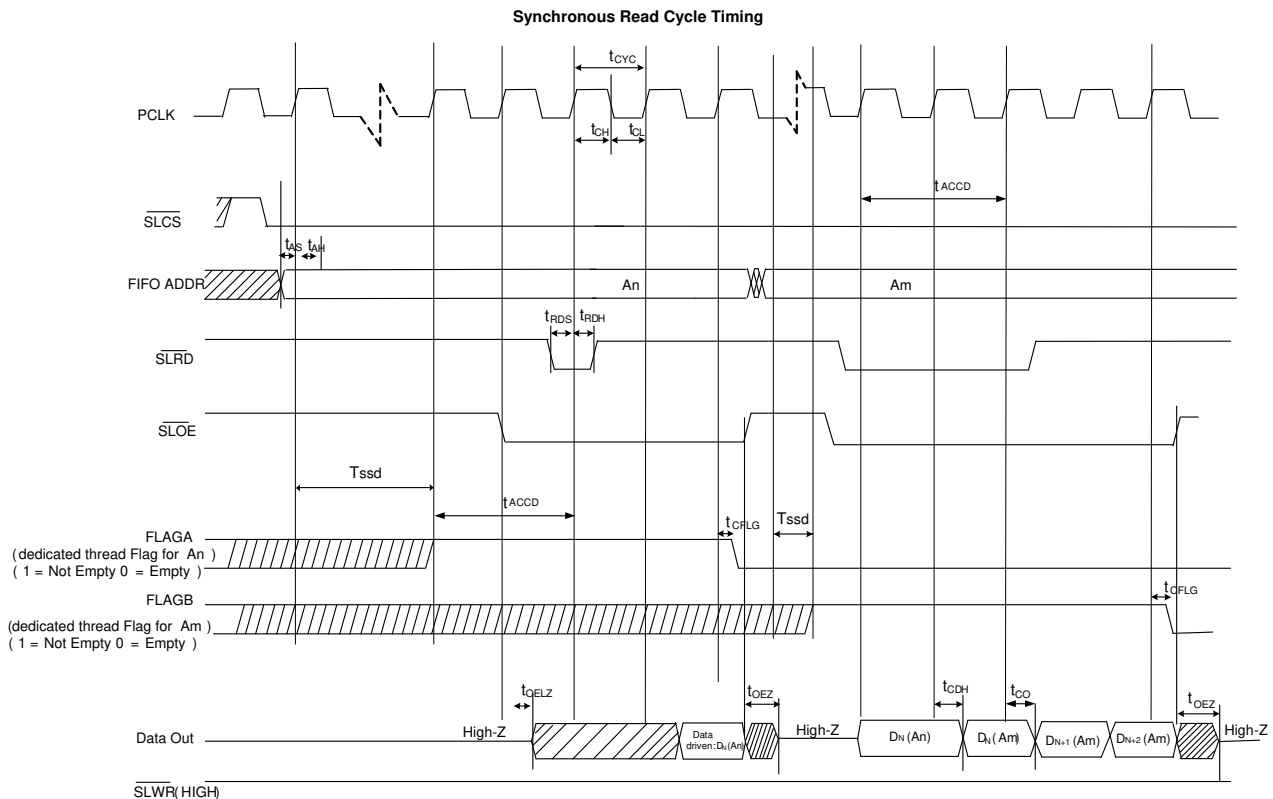 Synchronous Read Cycle Timing
tCYC
PCLK
tCH
tCL
tACCD
SLCS
tAS
tAH
FIFO ADDR
An
Am
tRDS
tRDH
SLRD
SLOE
Tssd
tACCD
tCFLG
Tssd
FLAGA
(dedicated thread Flag for An )
( 1 = Not Empty 0 = Empty )
FLAGB
tCFLG
(dedicated thread Flag for Am )
( 1 = Not Empty 0 = Empty )
tOELZ
tOEZ
tCDH
tCO
tOEZ
Data Out
High-Z
Data
driven:DN(An)
High-Z
DN(An)
DN(Am)
DN+1(Am)
DN+2(Am)
High-Z
SLWR(HIGH)